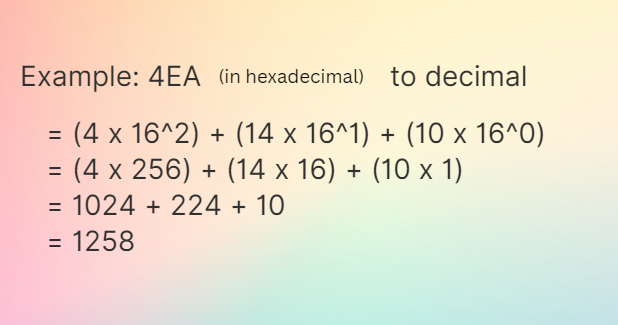 Example: 4EA (in hexadecimal) to decimal
= (4 x 16^2) + (14 x 16^1) + (10 x 16^0)
= (4 x 256) + (14 x 16) + (10 x 1)
= 1024 + 224 + 10
= 1258